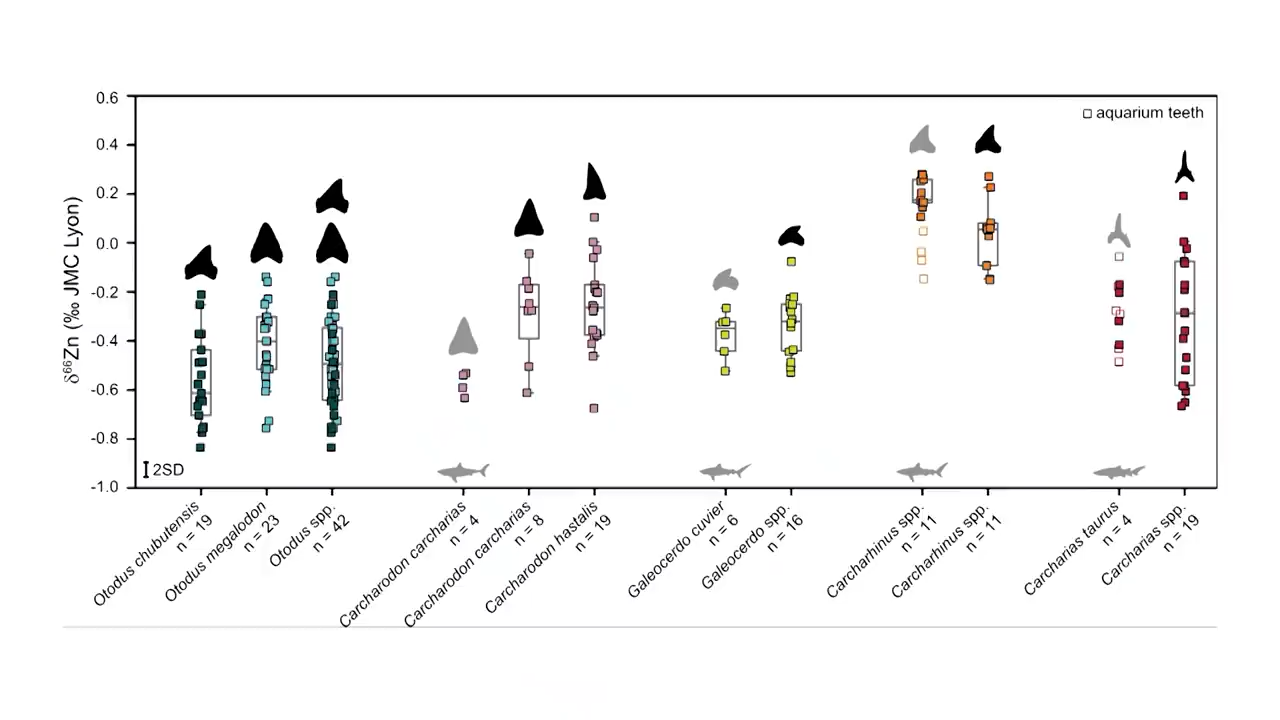 0.6
0.4
0.2
0.0
-0.2
-0.4
-0.6
-0.8
-1.0
δ⁶⁶Zn (‰ JMC Lyon)
aquarium teeth
2SD
Otodus chubutensis
n = 19
Otodus megalodon
n = 23
Otodus spp.
n = 42
Carcharodon carcharias
n = 4
Carcharodon carcharias
n = 8
Carcharodon hastalis
n = 19
Galeocerdo cuvier
n = 6
Galeocerdo spp.
n = 16
Carcharhinus spp.
n = 11
Carcharhinus spp.
n = 11
Carcharias taurus
n = 4
Carcharias spp.
n = 19